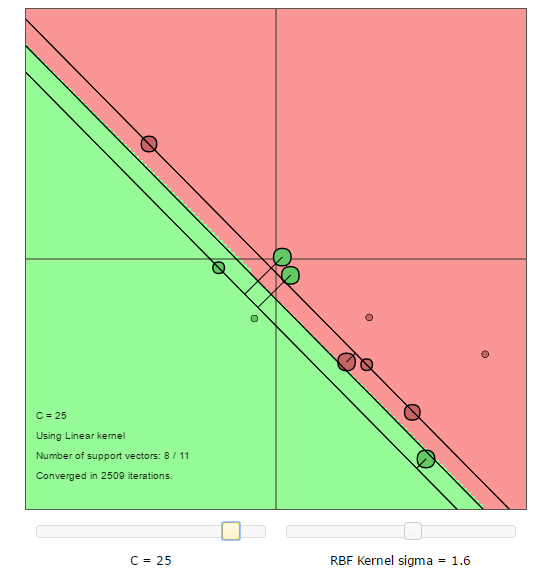 C = 25
Using Linear kernel
Number of support vectors: 8 / 11
Converged in 2509 iterations.
C = 25
RBF Kernel sigma = 1.6